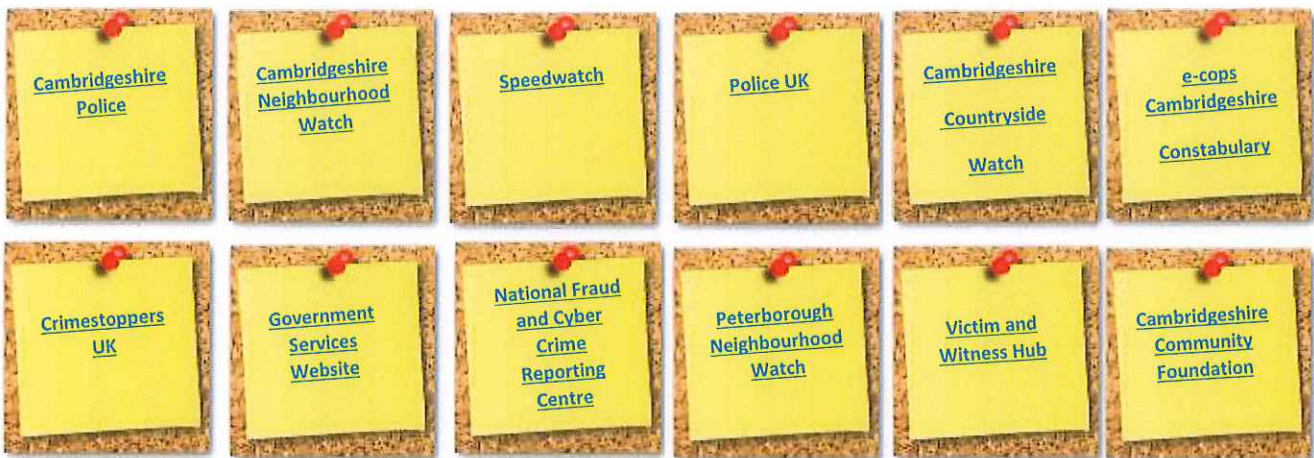 Cambridgeshire
Police
Cambridgeshire
Neighbourhood
Watch
Speedwatch
Police UK
Cambridgeshire
Countryside
Watch
e-cops
Cambridgeshire
Constabulary
Crimestoppers
UK
Government
Services
Website
National Fraud
and Cyber
Crime
Reporting
Centre
Peterborough
Neighbourhood
Watch
Victim and
Witness Hub
Cambridgeshire
Community
Foundation